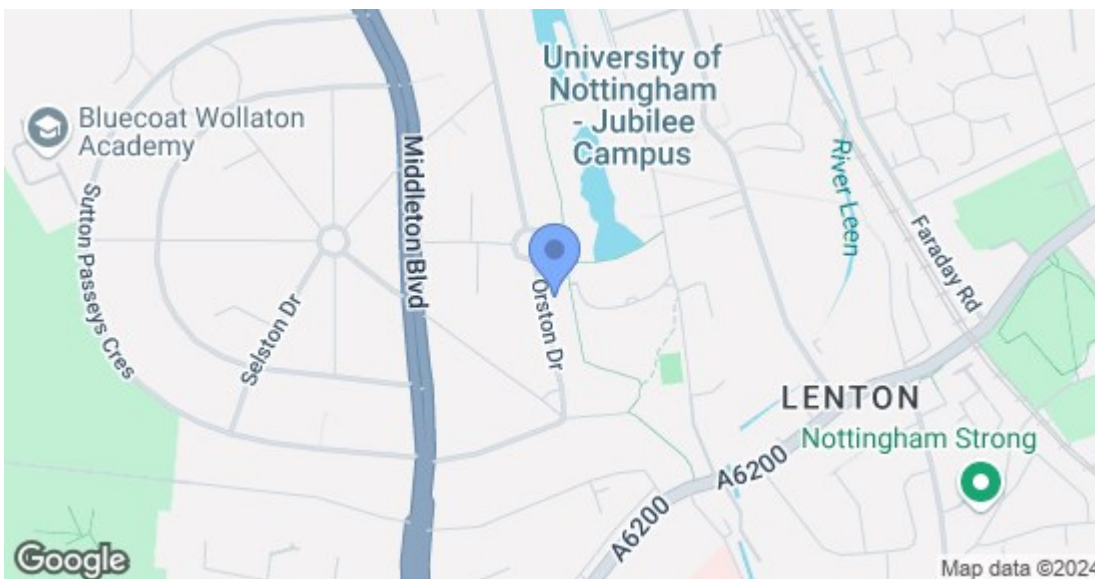 University of
Nottingham
- Jubilee
Campus
Bluecoat Wollaton
Academy
Middleton Blvd
River Leen
Sutton Passeys Cres
Faraday Rd
Selston Dr
Orston Dr
LENTON
Nottingham Strong
A6200
A6200
Google
Map data ©2024